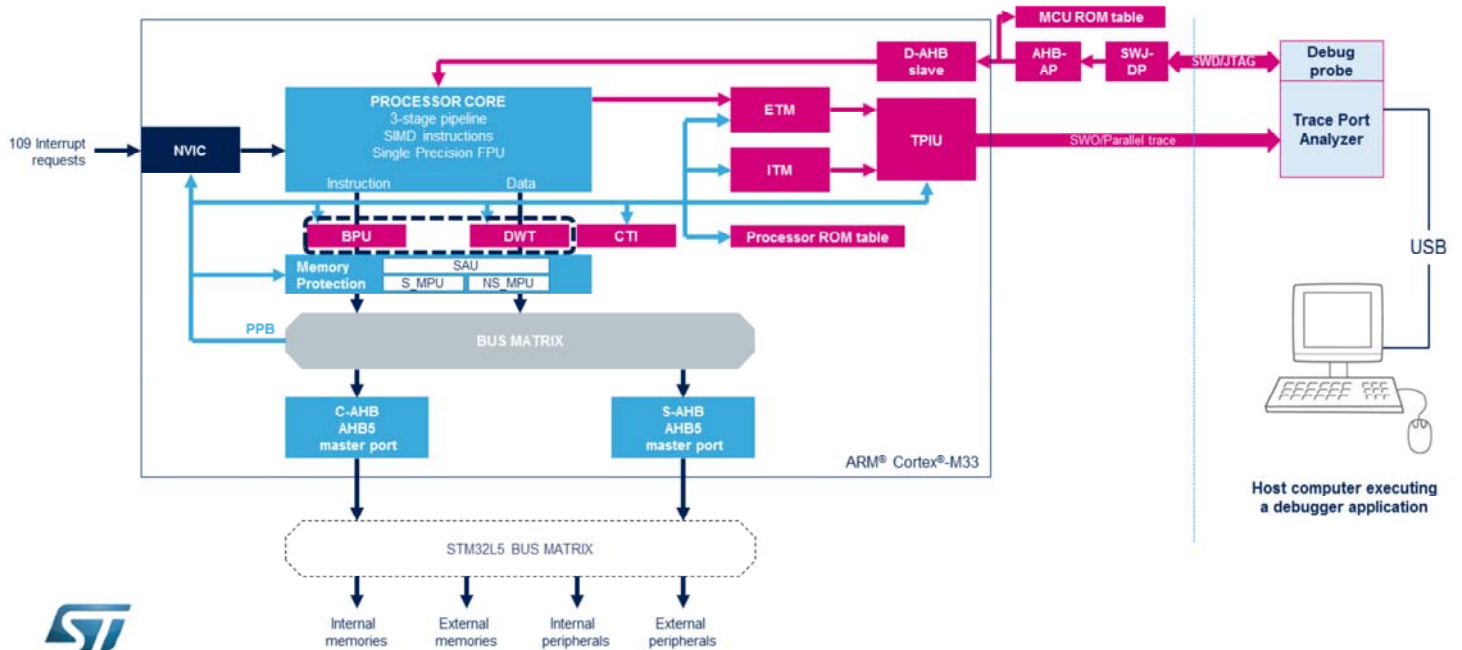 MCU ROM table
D-AHB
slave
AHB-
AP
SWJ-
DP
SWD/JTAG
Debug
probe
PROCESSOR CORE
3-stage pipeline
SIMD instructions
Single Precision FPU
Instruction
Data
ETM
TPIU
SWO/Parallel trace
Trace Port
Analyzer
109 Interrupt
requests
NVIC
ITM
BPU
DWT
CTI
Processor ROM table
USB
Memory
Protection
SAU
S_MPU
NS_MPU
PPB
BUS MATRIX
C-AHB
AHB5
master port
S-AHB
AHB5
master port
ARM® Cortex®-M33
Host computer executing
a debugger application
STM32L5 BUS MATRIX
Internal
memories
External
memories
Internal
peripherals
External
peripherals
ST